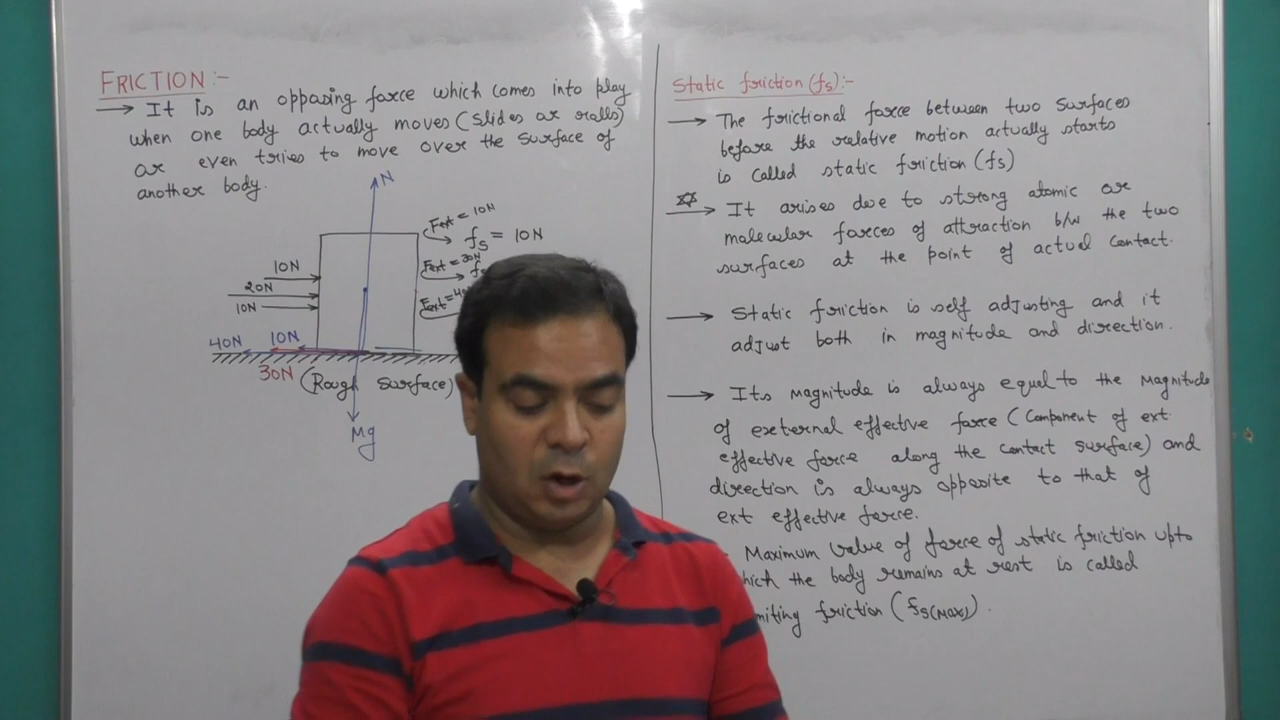 FRICTION:-
→ It is an opposing force which comes into play
when one body actually moves (slides or rolls)
or even tries to move over the surface of
another body.
N
Fext = 10N
fs = 10N
10N
20N
10N
Fext = 30N
fs
Fext = 40N
40N
10N
30N
(Rough surface)
Mg
Static friction (fs):-
→ The frictional force between two surfaces
before the relative motion actually starts
is called static friction (fs)
→ It arises due to strong atomic or
molecular forces of attraction b/w the two
surfaces at the point of actual contact.
→ Static friction is self adjusting and it
adjust both in magnitude and direction.
→ Its magnitude is always equal to the magnitude
of external effective force (Component of ext
effective force along the contact surface) and
direction is always opposite to that of
ext effective force.
Maximum value of force of static friction upto
which the body remains at rest is called
miting friction (fs(Max)).